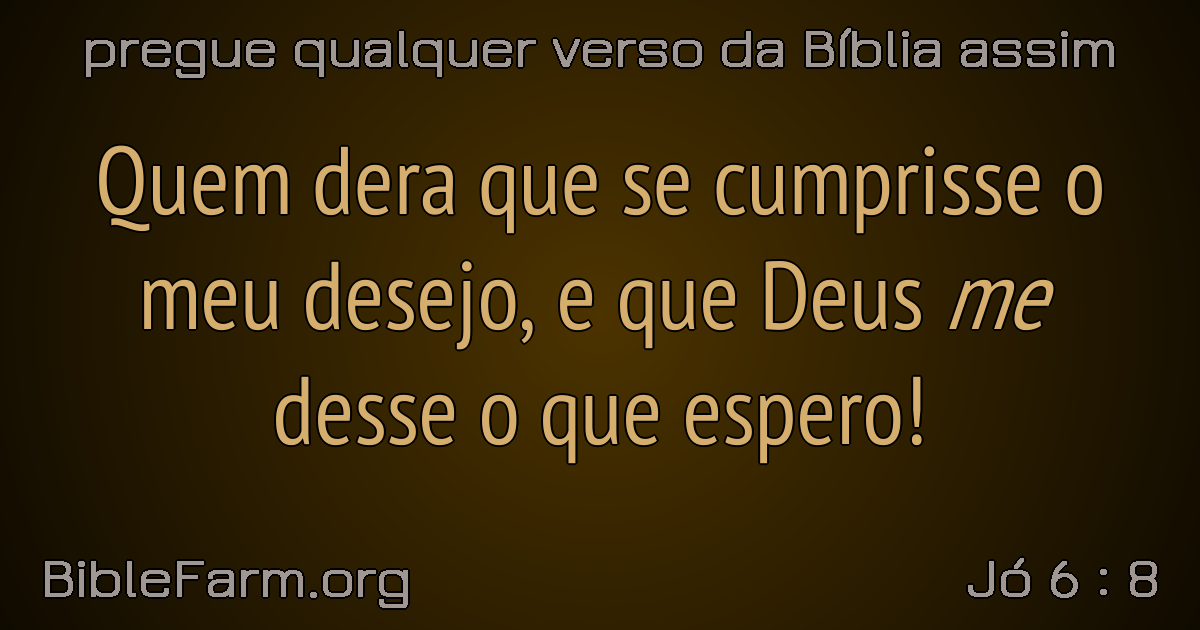 pregue qualquer verso da Bíblia assim
Quem dera que se cumprisse o
meu desejo, e que Deus me
desse o que espero!
BibleFarm.org
Jó 6 : 8